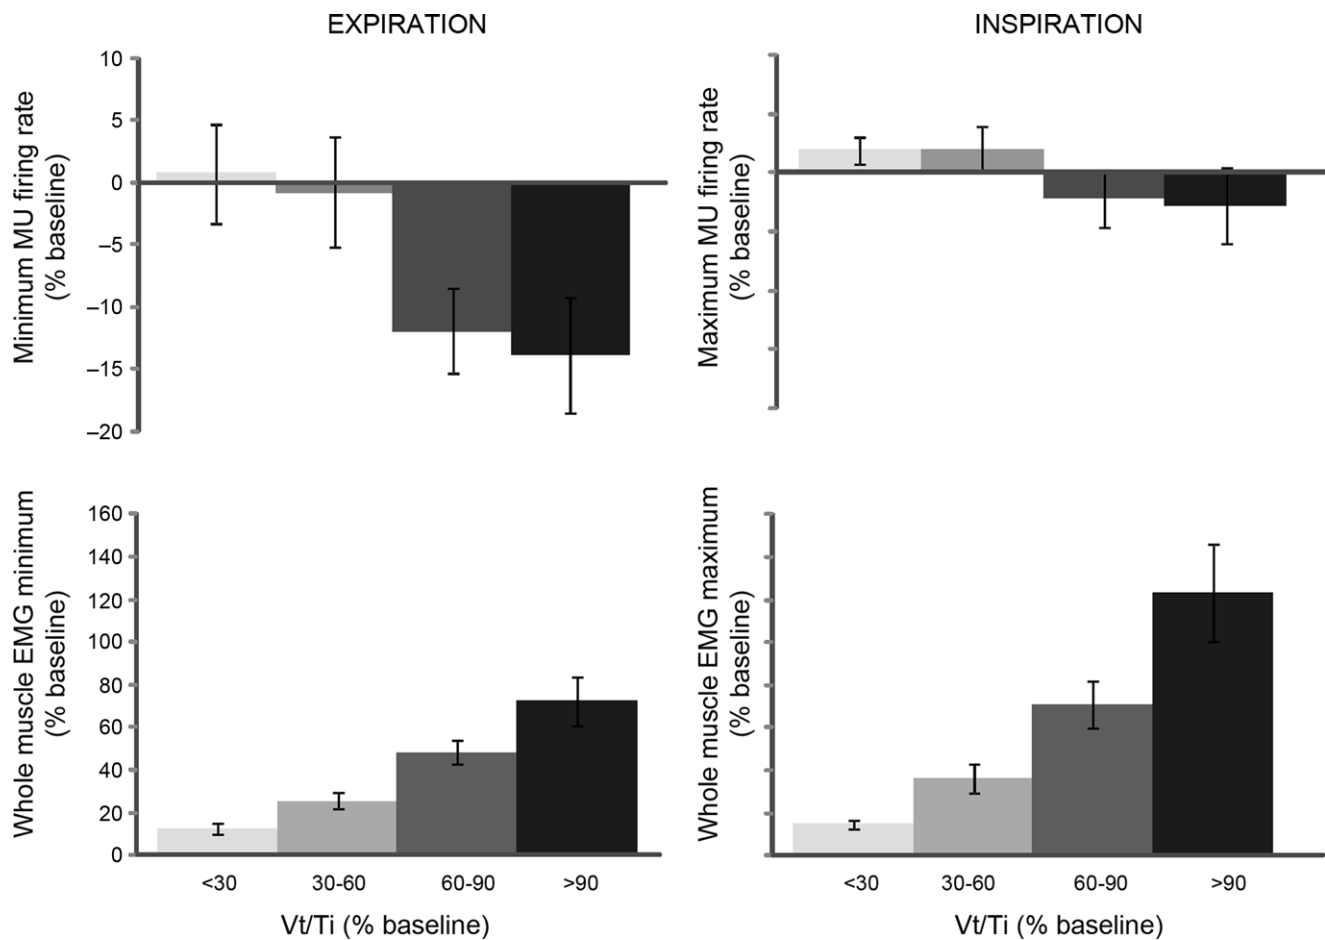 EXPIRATION
INSPIRATION
Minimum MU firing rate
(% baseline)
10
5
0
–5
–10
–15
–20
Maximum MU firing rate
(% baseline)
Whole muscle EMG minimum
(% baseline)
160
140
120
100
80
60
40
20
0
<30
30-60
60-90
>90
Vt/Ti (% baseline)
Whole muscle EMG maximum
(% baseline)
<30
30-60
60-90
>90
Vt/Ti (% baseline)